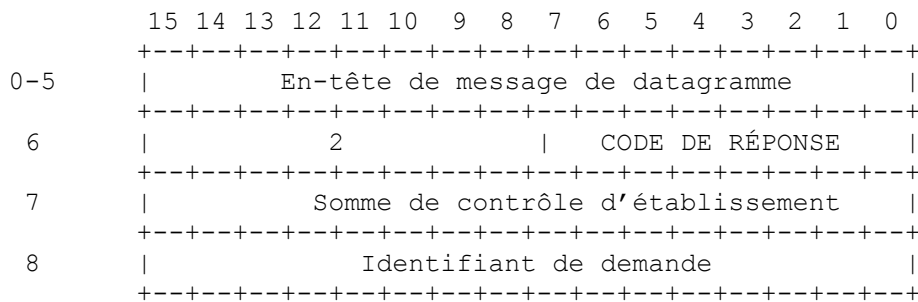 15 14 13 12 11 10 9 8 7 6 5 4 3 2 1 0
+--+--+--+--+--+--+--+--+--+--+--+--+--+--+--+--+
0-5 | En-tête de message de datagramme |
+--+--+--+--+--+--+--+--+--+--+--+--+--+--+--+--+
6 | 2 | CODE DE RÉPONSE |
+--+--+--+--+--+--+--+--+--+--+--+--+--+--+--+--+
7 | Somme de contrôle d’établissement |
+--+--+--+--+--+--+--+--+--+--+--+--+--+--+--+--+
8 | Identifiant de demande |
+--+--+--+--+--+--+--+--+--+--+--+--+--+--+--+--+